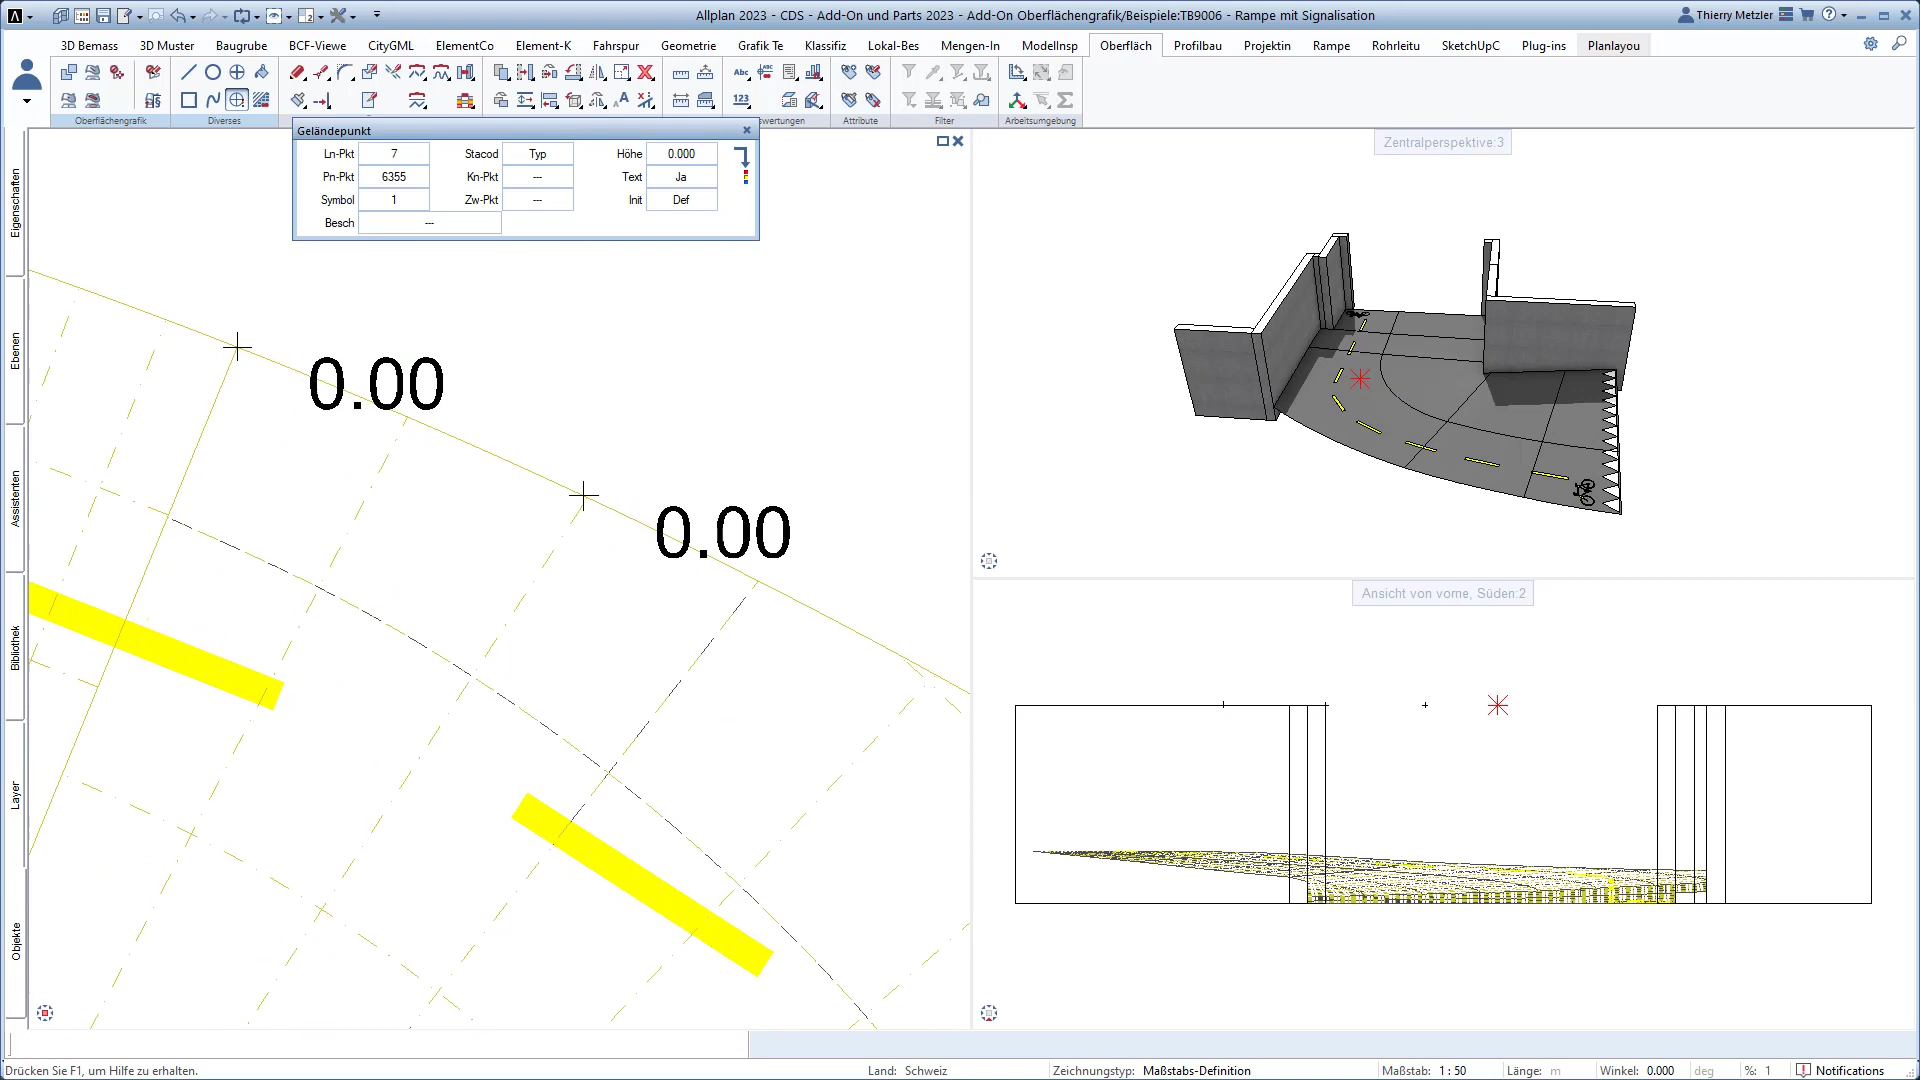 Allplan 2023 - CDS - Add-On und Parts 2023 - Add-On Oberflächengrafik/Beispiele:TB9006 - Rampe mit Signalisation
Thierry Metzler
3D Bemass
3D Muster
Baugrube
BCF-Viewe
CityGML
ElementCo
Element-K
Fahrspur
Geometrie
Grafik Te
Klassifiz
Lokal-Bes
Mengen-In
ModelInsp
Oberfläch
Profilbau
Projektin
Rampe
Rohrleitu
SketchUpC
Plug-ins
Planlayou
Abc
123
Oberflächengrafik
Diverses
wertungen
Attribute
Filter
Arbeitsumgebung
Geländepunkt
Ln-Pkt 7 Stacod Typ Höhe 0.000
Pn-Pkt 6355 Kn-Pkt --- Text Ja
Symbol 1 Zw-Pkt --- Init Def
Besch ---
Eigenschaften
Ebenen
Assistenten
Bibliothek
Layer
Objekte
0.00
0.00
Zentralperspektive:3
Ansicht von vorne, Süden:2
Drücken Sie F1, um Hilfe zu erhalten.
Land: Schweiz
Zeichnungstyp: Maßstabs-Definition
Maßstab: 1 : 50
Länge: m
Winkel: 0.000 deg
%: 1
Notifications